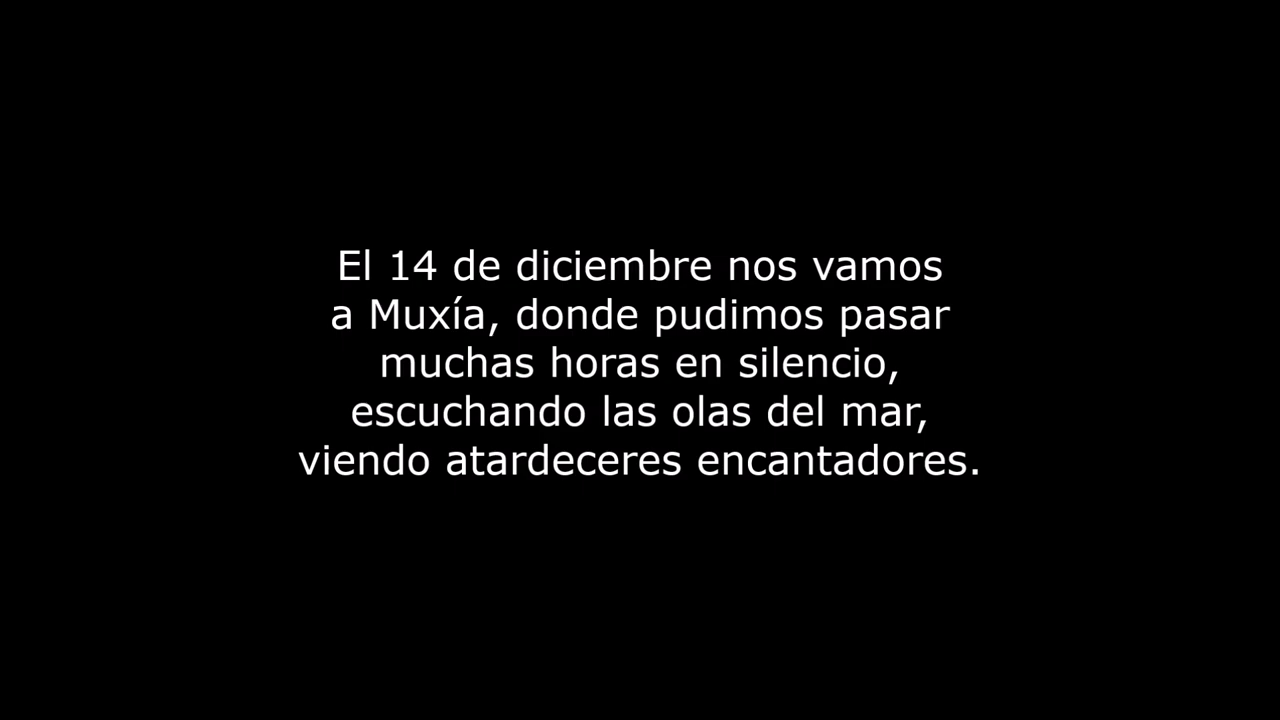 El 14 de diciembre nos vamos
a Muxía, donde pudimos pasar
muchas horas en silencio,
escuchando las olas del mar,
viendo atardeceres encantadores.